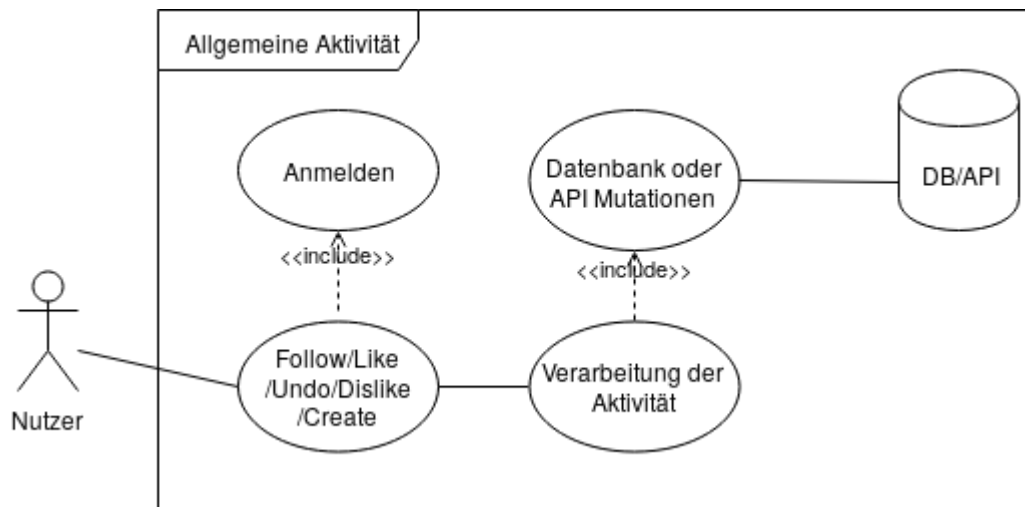 Allgemeine Aktivität
Anmelden
Datenbank oder
API Mutationen
DB/API
<<include>>
<<include>>
Follow/Like
/Undo/Dislike
/Create
Verarbeitung der
Aktivität
Nutzer